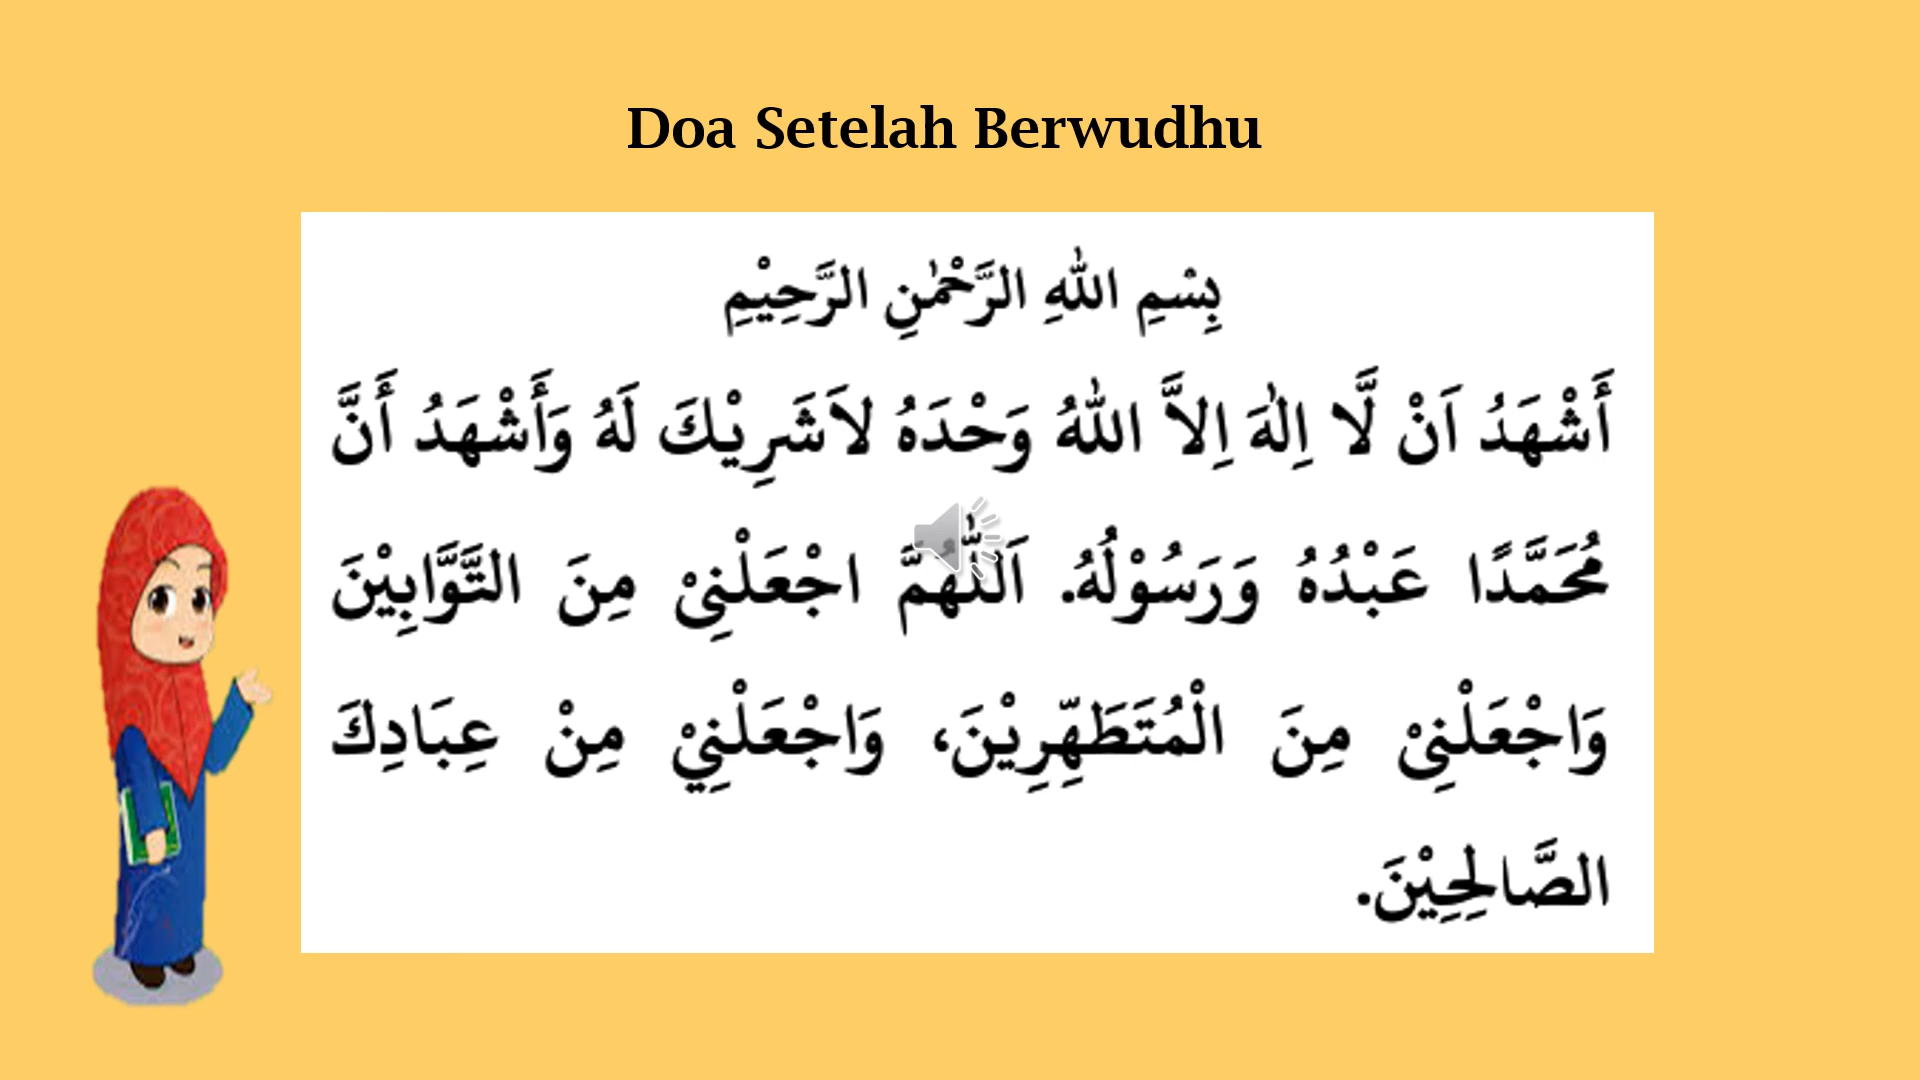 Doa Setelah Berwudhu
بِسْمِ اللّٰهِ الرَّحْمٰنِ الرَّحِيْمِ
أَشْهَدُ اَنْ لَّا اِلٰهَ اِلاَّ اللّٰهُ وَحْدَهُ لاَشَرِيْكَ لَهُ وَأَشْهَدُ أَنَّ
مُحَمَّدًا عَبْدُهُ وَرَسُوْلُهُ. اَللّٰهُمَّ اجْعَلْنِىْ مِنَ التَّوَّابِيْنَ
وَاجْعَلْنِىْ مِنَ الْمُتَطَهِّرِيْنَ، وَاجْعَلْنِيْ مِنْ عِبَادِكَ
الصَّالِحِيْنَ.